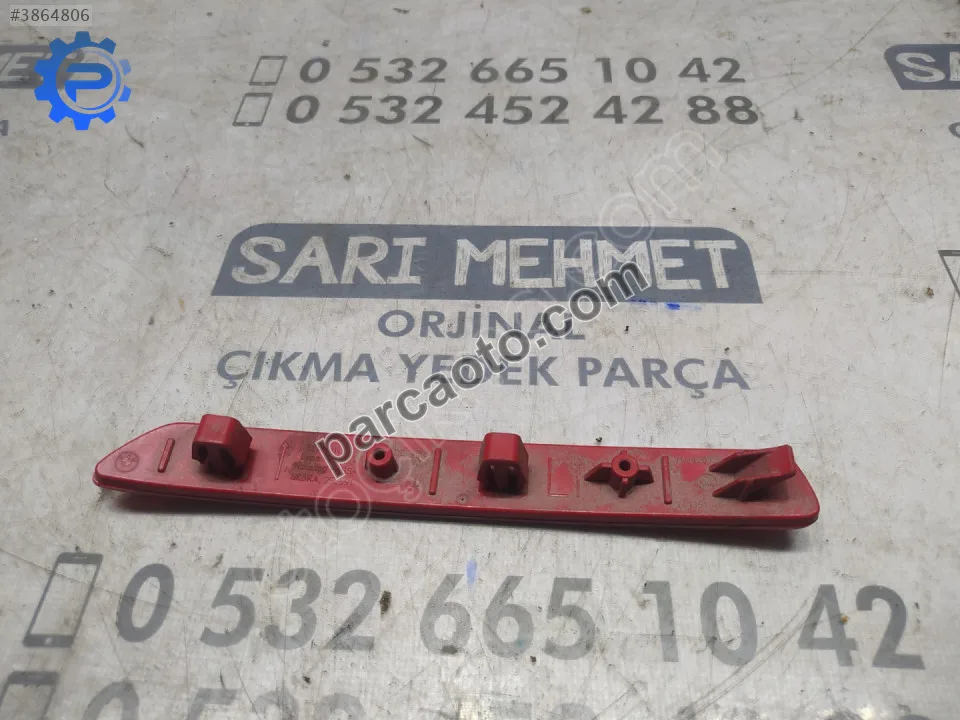 #3864806
0 532 665 10 42
0 532 452 42 88
SARI MEHMET
ORJİNAL
ÇIKMA YEDEK PARÇA
parcaoto.com
0 532 665 10 42